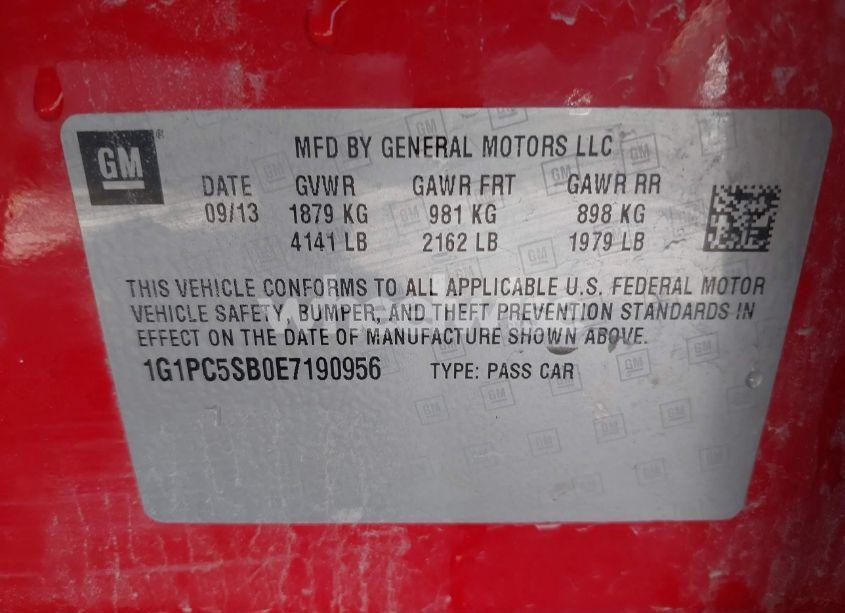 GM
MFD BY GENERAL MOTORS LLC
DATE GVWR GAWR FRT GAWR RR
09/13 1879 KG 981 KG 898 KG
4141 LB 2162 LB 1979 LB
THIS VEHICLE CONFORMS TO ALL APPLICABLE U.S. FEDERAL MOTOR
VEHICLE SAFETY, BUMPER, AND THEFT PREVENTION STANDARDS IN
EFFECT ON THE DATE OF MANUFACTURE SHOWN ABOVE.
1G1PC5SB0E7190956 TYPE: PASS CAR